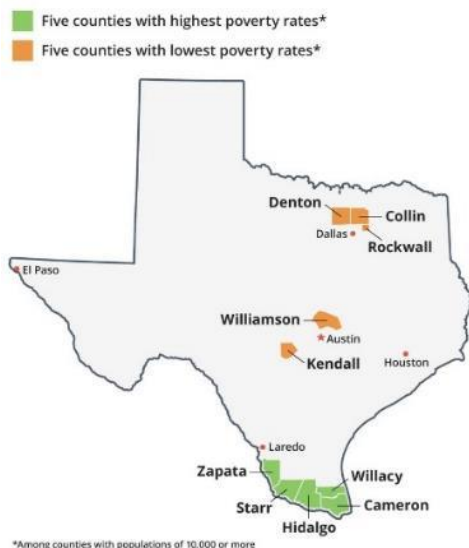 Five counties with highest poverty rates*
Five counties with lowest poverty rates*
Denton
Collin
Dallas
Rockwall
El Paso
Williamson
Austin
Kendall
Houston
Laredo
Zapata
Willacy
Starr
Cameron
Hidalgo
*Among counties with populations of 10,000 or more